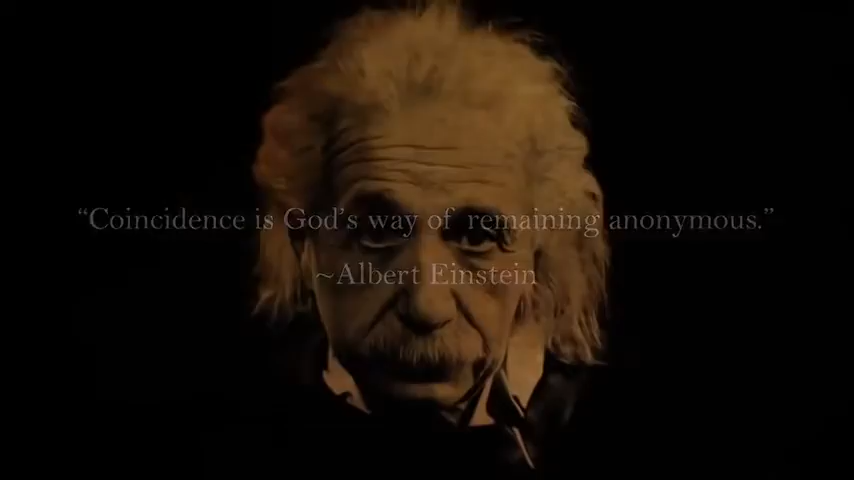 “Coincidence is God's way of remaining anonymous.”
~Albert Einstein